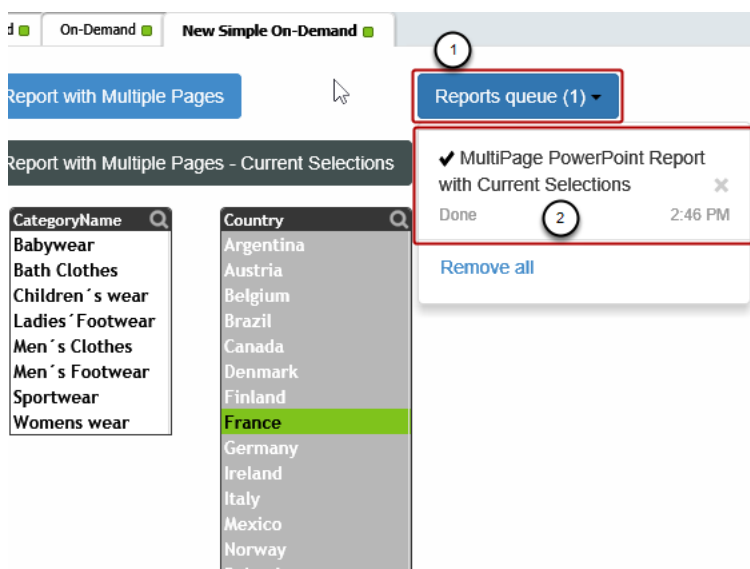 d
On-Demand
New Simple On-Demand
1
Report with Multiple Pages
Reports queue (1)
Report with Multiple Pages - Current Selections
MultiPage PowerPoint Report
with Current Selections
Done
2
2:46 PM
Remove all
CategoryName
Babywear
Bath Clothes
Children´s wear
Ladies´Footwear
Men´s Clothes
Men´s Footwear
Sportwear
Womens wear
Country
Argentina
Austria
Belgium
Brazil
Canada
Denmark
Finland
France
Germany
Ireland
Italy
Mexico
Norway